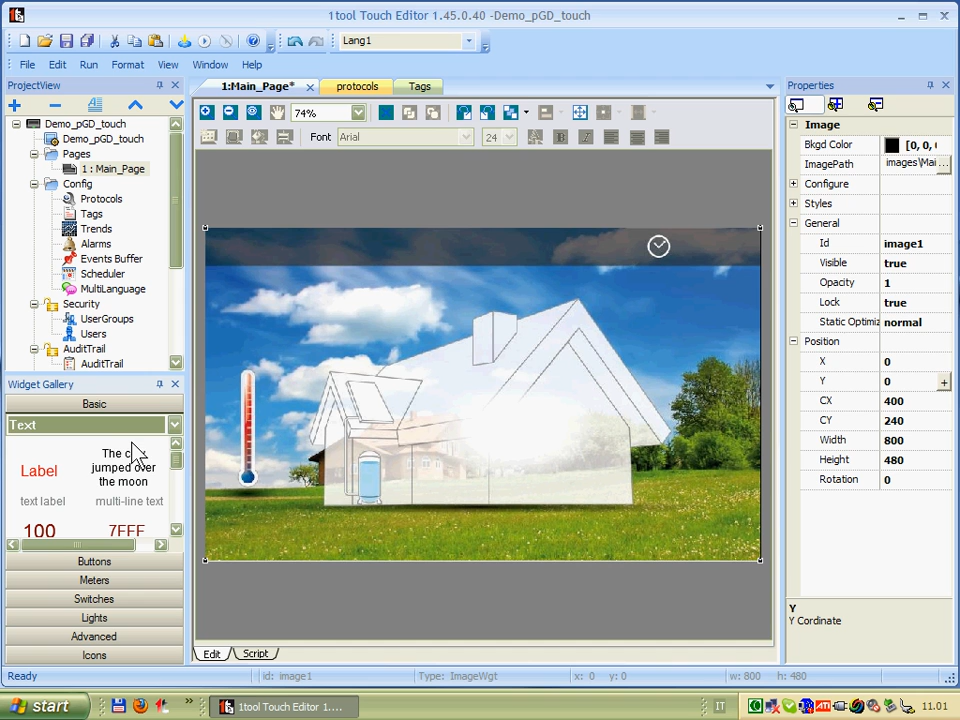 1tool Touch Editor 1.45.0.40 -Demo_pGD_touch
Lang1
File Edit Run Format View Window Help
ProjectView
Demo_pGD_touch
Demo_pGD_touch
Pages
1 : Main_Page
Config
Protocols
Tags
Trends
Alarms
Events Buffer
Scheduler
MultiLanguage
Security
UserGroups
Users
AuditTrail
AuditTrail
Widget Gallery
Basic
Text
Label
text label
jumped over
the moon
multi-line text
100
7FFF
Buttons
Meters
Switches
Lights
Advanced
Icons
1:Main_Page* protocols Tags
74%
Font Arial 24 B I
Edit Script
Properties
Image
Bkgd Color [0, 0,
ImagePath images\Mai ...
Configure
Styles
General
Id image1
Visible true
Opacity 1
Lock true
Static Optimiz normal
Position
X 0
Y 0
CX 400
CY 240
Width 800
Height 480
Rotation 0
Y
Y Cordinate
Ready id: image1 Type: ImageWgt x: 0 y: 0 w: 800 h: 480
start 1tool Touch Editor 1.... IT 11.01